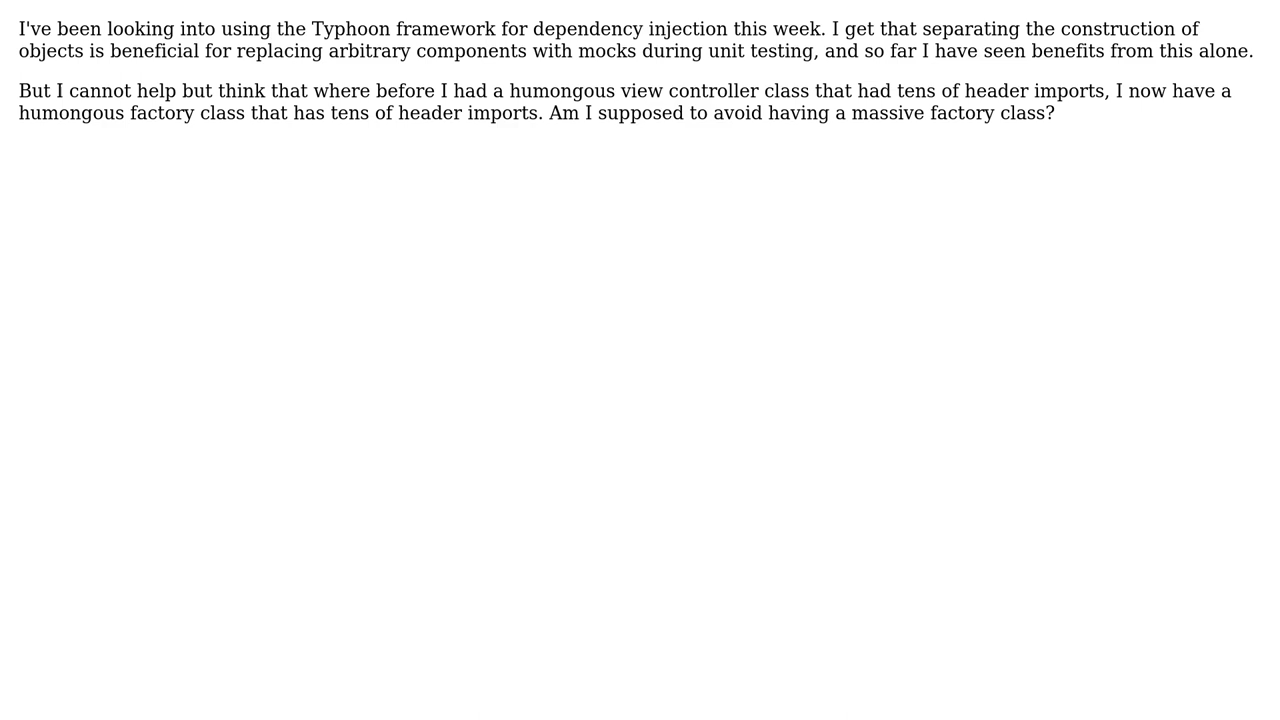 I've been looking into using the Typhoon framework for dependency injection this week. I get that separating the construction of
objects is beneficial for replacing arbitrary components with mocks during unit testing, and so far I have seen benefits from this alone.
But I cannot help but think that where before I had a humongous view controller class that had tens of header imports, I now have a
humongous factory class that has tens of header imports. Am I supposed to avoid having a massive factory class?